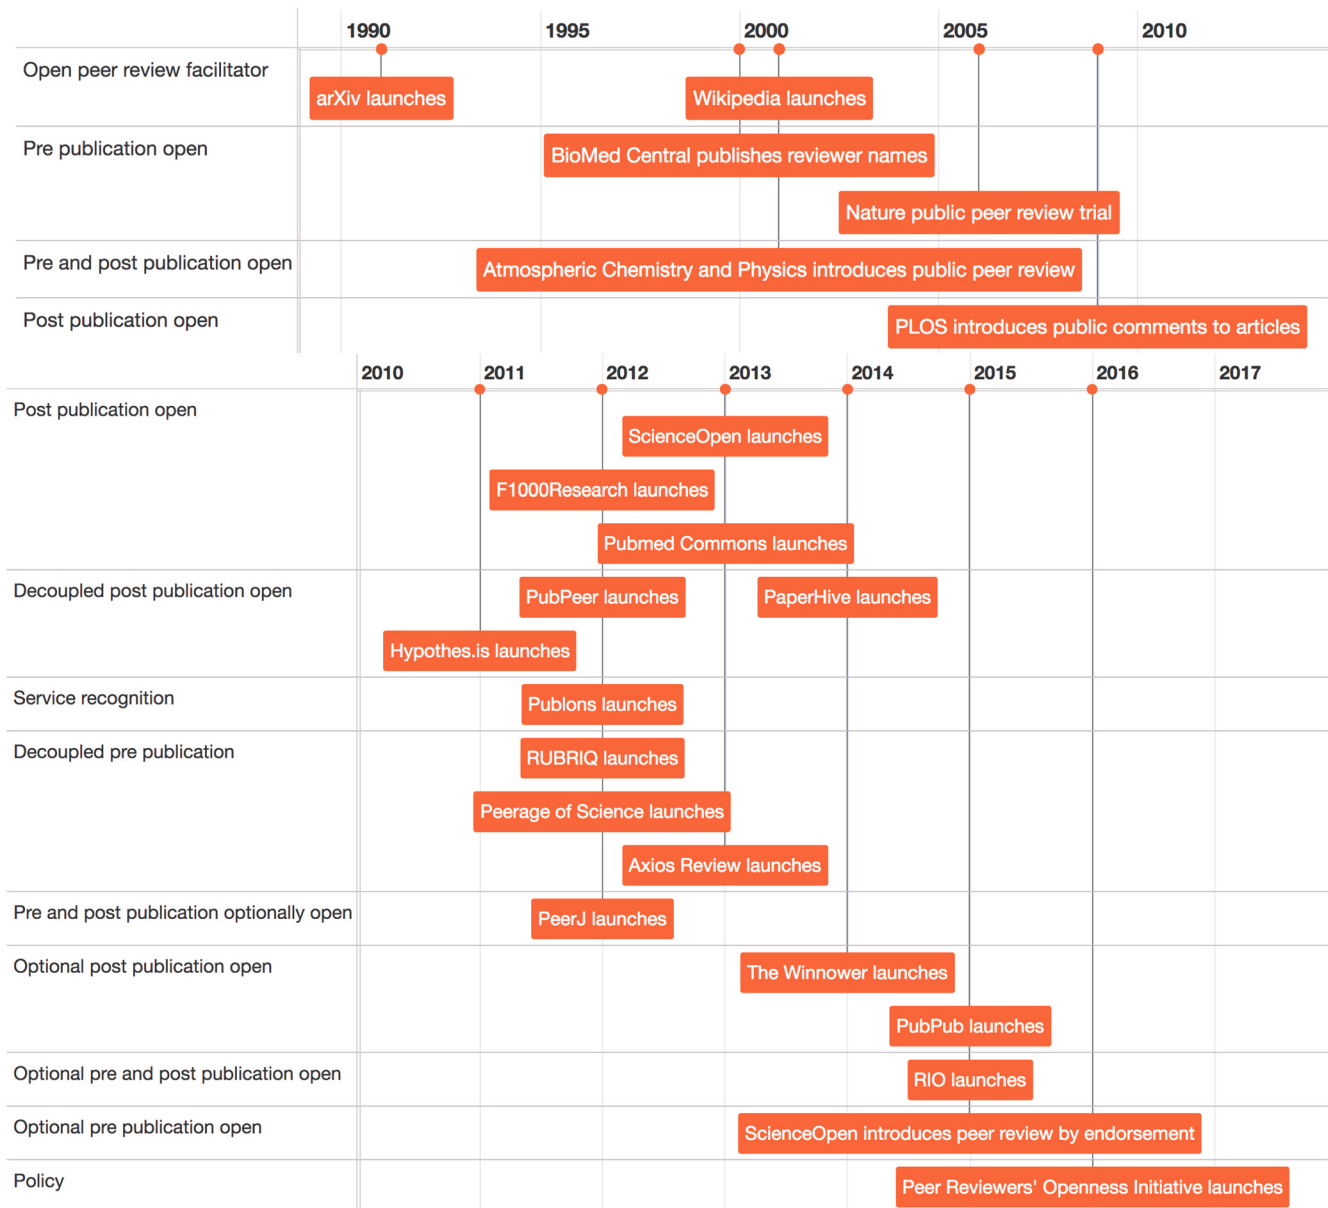 1990 1995 2000 2005 2010
Open peer review facilitator
arXiv launches Wikipedia launches
Pre publication open
BioMed Central publishes reviewer names
Nature public peer review trial
Pre and post publication open
Atmospheric Chemistry and Physics introduces public peer review
Post publication open
PLOS introduces public comments to articles
2010 2011 2012 2013 2014 2015 2016 2017
Post publication open
ScienceOpen launches
F1000Research launches
Pubmed Commons launches
Decoupled post publication open
PubPeer launches PaperHive launches
Hypothes.is launches
Service recognition
Publons launches
Decoupled pre publication
RUBRIQ launches
Peerage of Science launches
Axios Review launches
Pre and post publication optionally open
PeerJ launches
Optional post publication open
The Winnower launches
PubPub launches
Optional pre and post publication open
RIO launches
Optional pre publication open
ScienceOpen introduces peer review by endorsement
Policy
Peer Reviewers' Openness Initiative launches